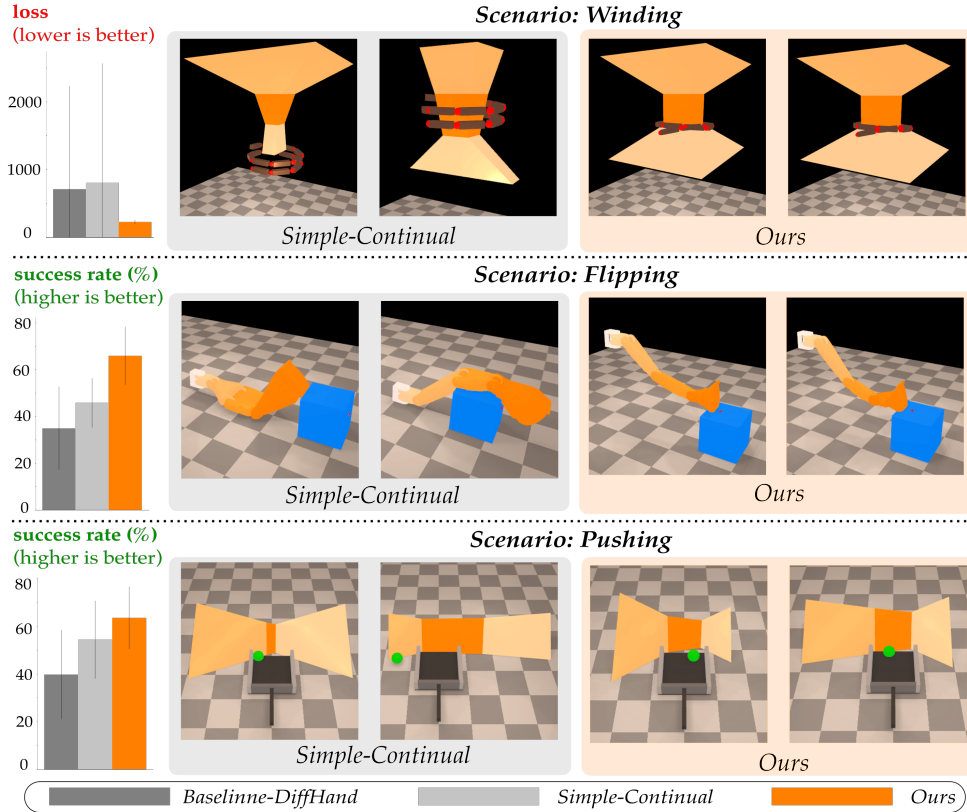 loss
(lower is better)
Scenario: Winding
2000
1000
0
Simple-Continual
Ours
success rate (%)
(higher is better)
Scenario: Flipping
80
60
40
20
0
Simple-Continual
Ours
success rate (%)
(higher is better)
Scenario: Pushing
80
60
40
20
0
Simple-Continual
Ours
Baselinne-DiffHand
Simple-Continual
Ours